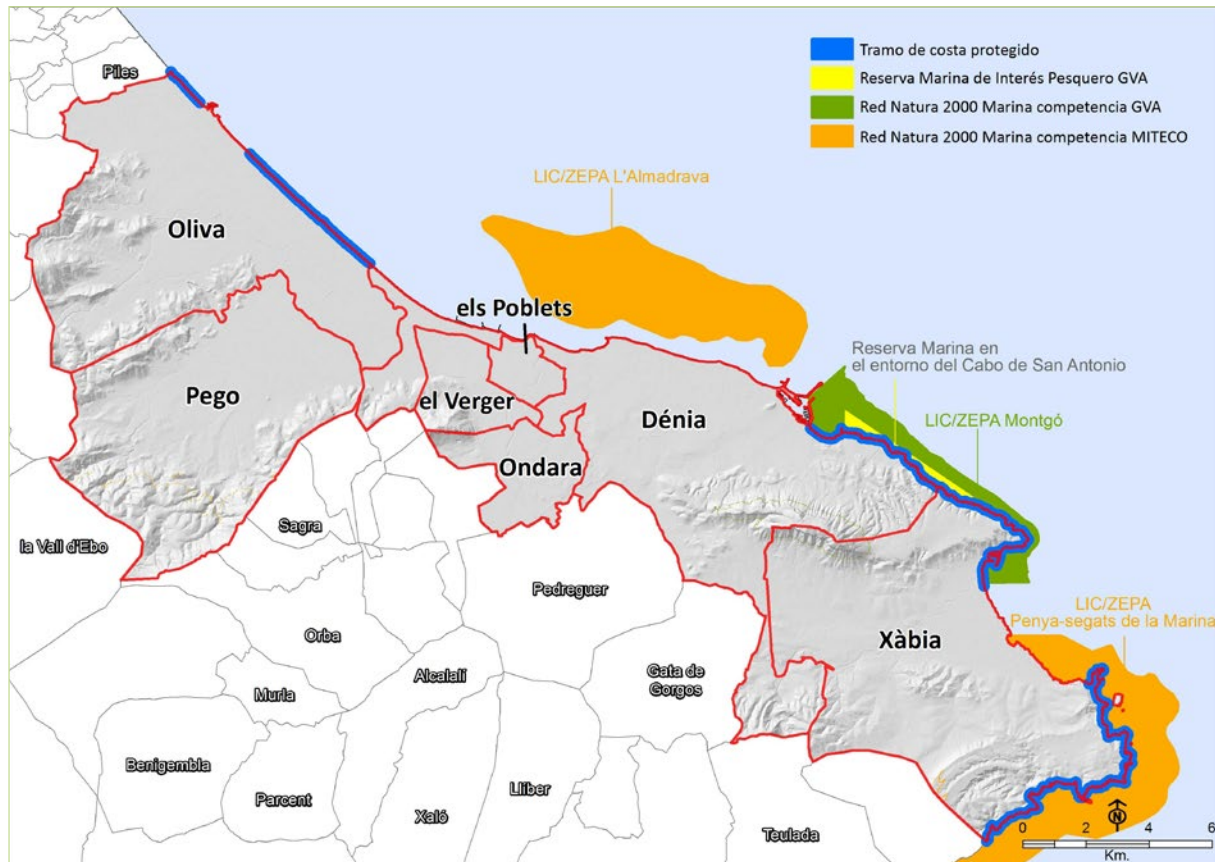 Tramo de costa protegido
Reserva Marina de Interés Pesquero GVA
Red Natura 2000 Marina competencia GVA
Red Natura 2000 Marina competencia MITECO
Piles
LIC/ZEPA L'Almadrava
Oliva
els Poblets
Reserva Marina en
el entorno del Cabo de San Antonio
Pego
el Verger
Dénia
LIC/ZEPA Montgó
Ondara
Sagra
la Vall d'Ebo
Pedreguer
LIC/ZEPA
Penya-segats de la Marina
Orba
Xàbia
Alcalalí
Gata de
Gorgos
Murla
Benigembla
Parcent
Xaló
Llíber
Teulada
N
0 2 4 6
Km.